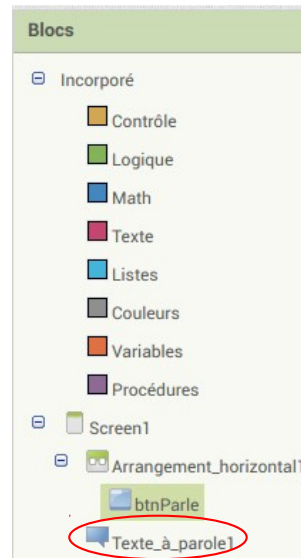 Blocs
Incorporé
Contrôle
Logique
Math
Texte
Listes
Couleurs
Variables
Procédures
Screen1
Arrangement_horizontal1
btnParle
Texte_à_parole1